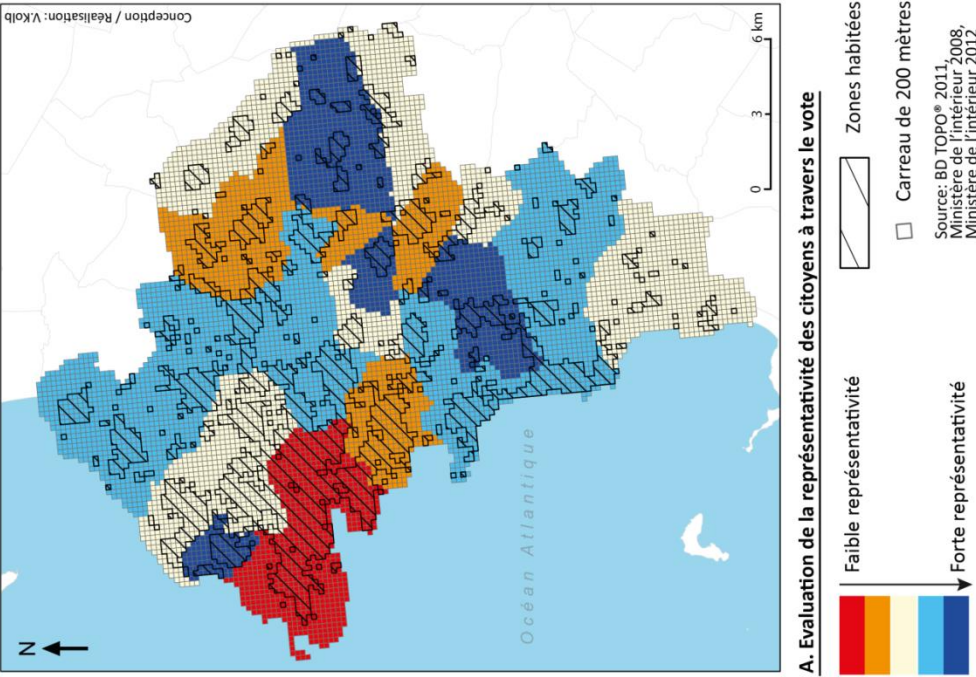 Conception / Réalisation : V.Kolb
N
Océan Atlantique
0 3 6 km
A. Evaluation de la représentativité des citoyens à travers le vote
Faible représentativité
Forte représentativité
Zones habitées
Carreau de 200 mètres
Source: BD TOPO® 2011,
Ministère de l'intérieur 2008,
Ministère de l'intérieur 2012